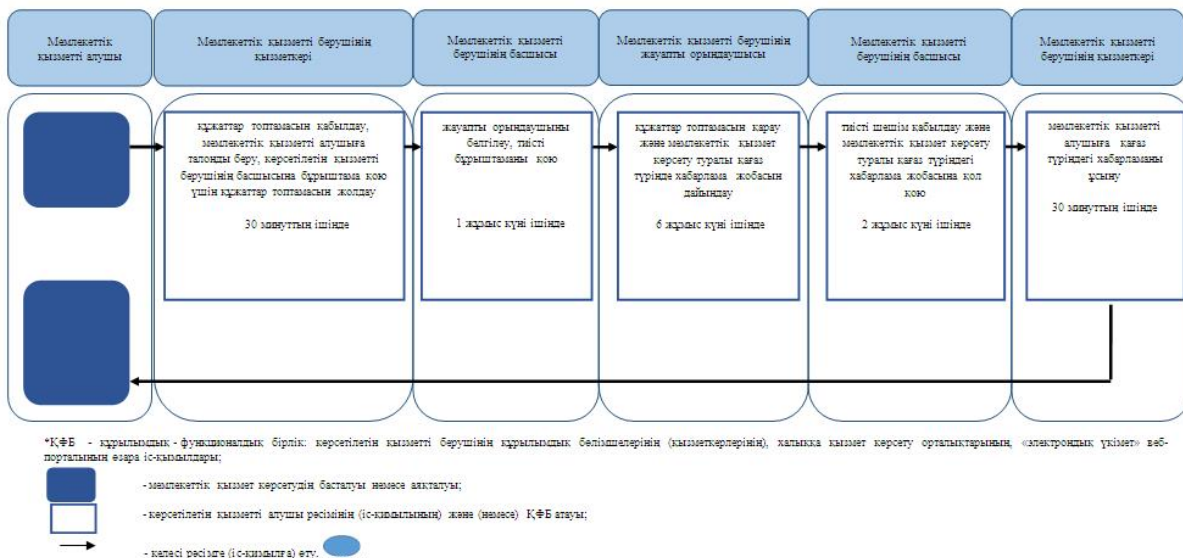 Мемлекеттік
қызметті алушы
Мемлекеттік қызметті берушінің
қызметкері
Мемлекеттік қызметті
берушінің басшысы
Мемлекеттік қызметті берушінің
жауапты орындаушысы
Мемлекеттік қызметті
берушінің басшысы
Мемлекеттік қызметті
берушінің қызметкері
құжаттар топтамасын қабылдау,
мемлекеттік қызметті алушыға
талонды беру, көрсетілетін қызметті
берушінің басшысына бұрыштама қою
үшін құжаттар топтамасын жолдау
30 минуттың ішінде
жауапты орындаушыны
белгілеу, тиісті
бұрыштаманы қою
1 жұмыс күні ішінде
құжаттар топтамасын қарау
және мемлекеттік қызмет
көрсету туралы қағаз
түрінде хабарлама жобасын
дайындау
6 жұмыс күні ішінде
тиісті шешім қабылдау және
мемлекеттік қызмет көрсету
туралы қағаз түріндегі
хабарлама жобасына қол
қою
2 жұмыс күні ішінде
мемлекеттік қызметті
алушыға қағаз
түріндегі хабарламаны
ұсыну
30 минуттың ішінде
*ҚФБ - құрылымдық - функционалдық бірлік: көрсетілетін қызметті берушінің құрылымдық бөлімшелерінің (қызметкерлерінің), халыққа қызмет көрсету орталықтарының, «электрондық үкімет» веб-
порталының өзара іс-қимылдары;
- мемлекеттік қызмет көрсетудің басталуы немесе аяқталуы;
- көрсетілетін қызметті алушы рәсімінің (іс-қимылының) және (немесе) ҚФБ атауы;
- келесі рәсімге (іс-қимылға) өту.